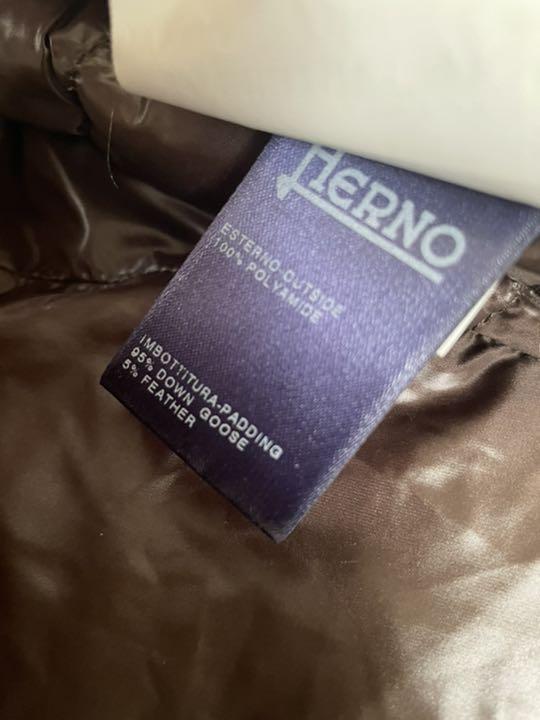 HERNO
ESTERNO-OUTSIDE
100% POLYAMIDE
IMBOTTITURA-PADDING
95% DOWN GOOSE
5% FEATHER